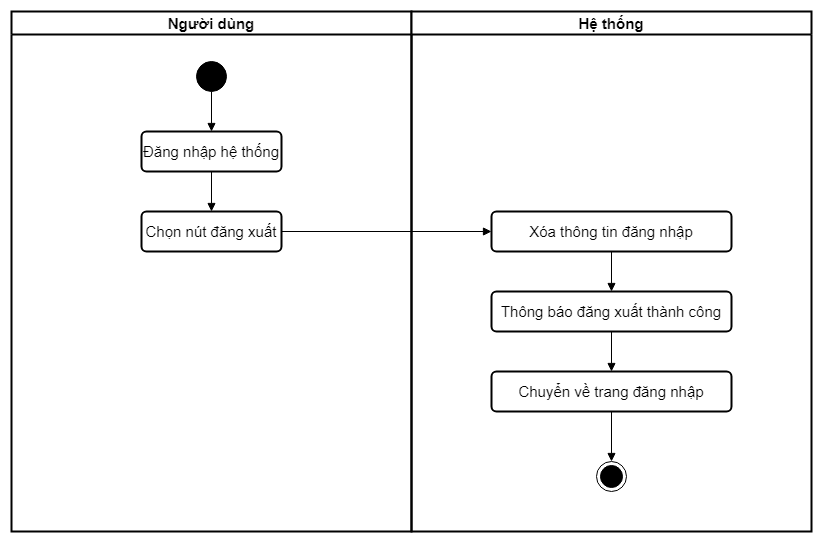 Người dùng
Hệ thống
Đăng nhập hệ thống
Chọn nút đăng xuất
Xóa thông tin đăng nhập
Thông báo đăng xuất thành công
Chuyển về trang đăng nhập